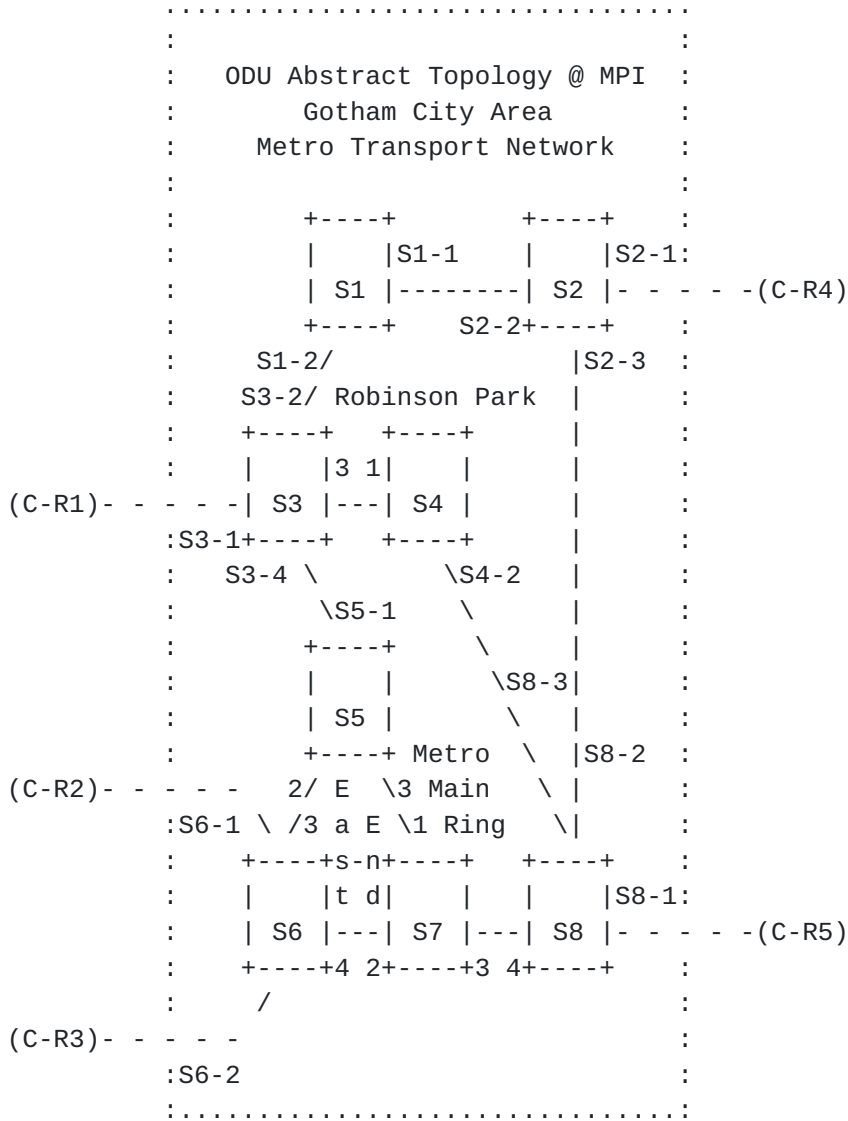 .................................
:                                :
:   ODU Abstract Topology @ MPI  :
:        Gotham City Area        :
:     Metro Transport Network    :
:                                :
:        +----+        +----+    :
:        |    |S1-1    |    |S2-1:
:        | S1 |--------| S2 |- - - - -(C-R4)
:        +----+    S2-2+----+    :
:     S1-2/               |S2-3  :
:    S3-2/ Robinson Park  |      :
:    +----+   +----+      |      :
:    |    |3 1|    |      |      :
(C-R1)- - - - -| S3 |---| S4 |      |      :
:S3-1+----+   +----+      |      :
:   S3-4 \        \S4-2   |      :
:         \S5-1    \      |      :
:        +----+     \     |      :
:        |    |      \S8-3|      :
:        | S5 |       \   |      :
:        +----+ Metro  \  |S8-2  :
(C-R2)- - - - -   2/ E  \3 Main   \ |      :
:S6-1 \ /3 a E \1 Ring   \|      :
:    +----+s-n+----+   +----+    :
:    |    |t d|    |   |    |S8-1:
:    | S6 |---| S7 |---| S8 |- - - - -(C-R5)
:    +----+4 2+----+3 4+----+    :
:     /                          :
(C-R3)- - - - -                            :
:S6-2                            :
:................................: